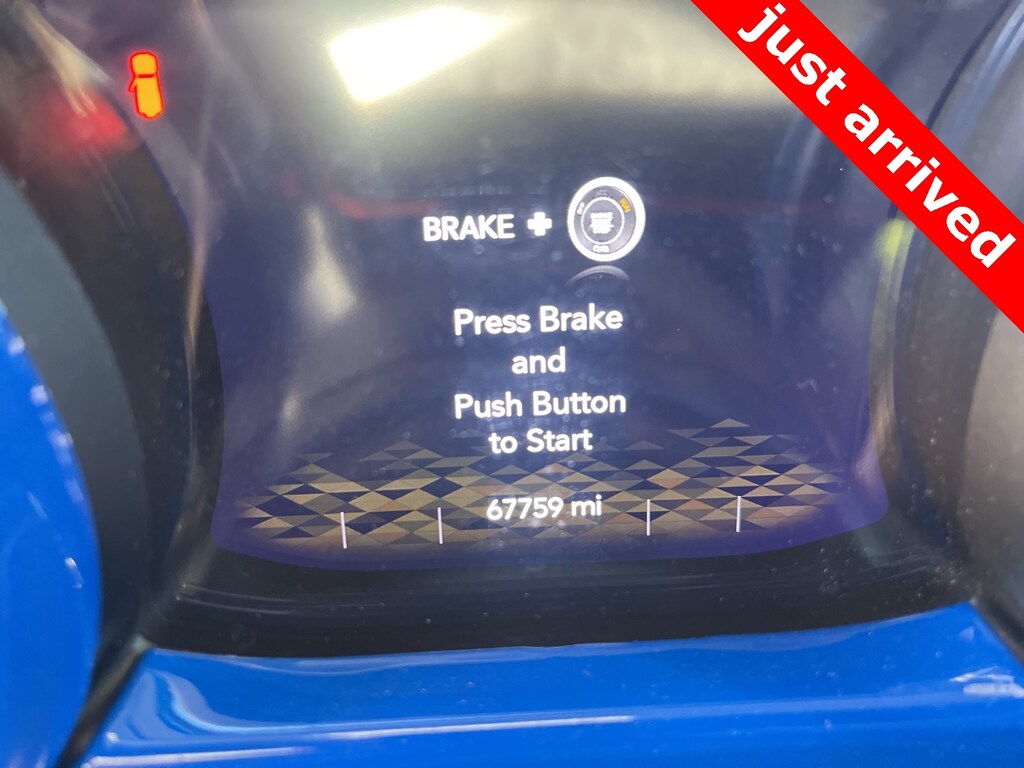 just arrived
BRAKE +
Press Brake
and
Push Button
to Start
67759 mi